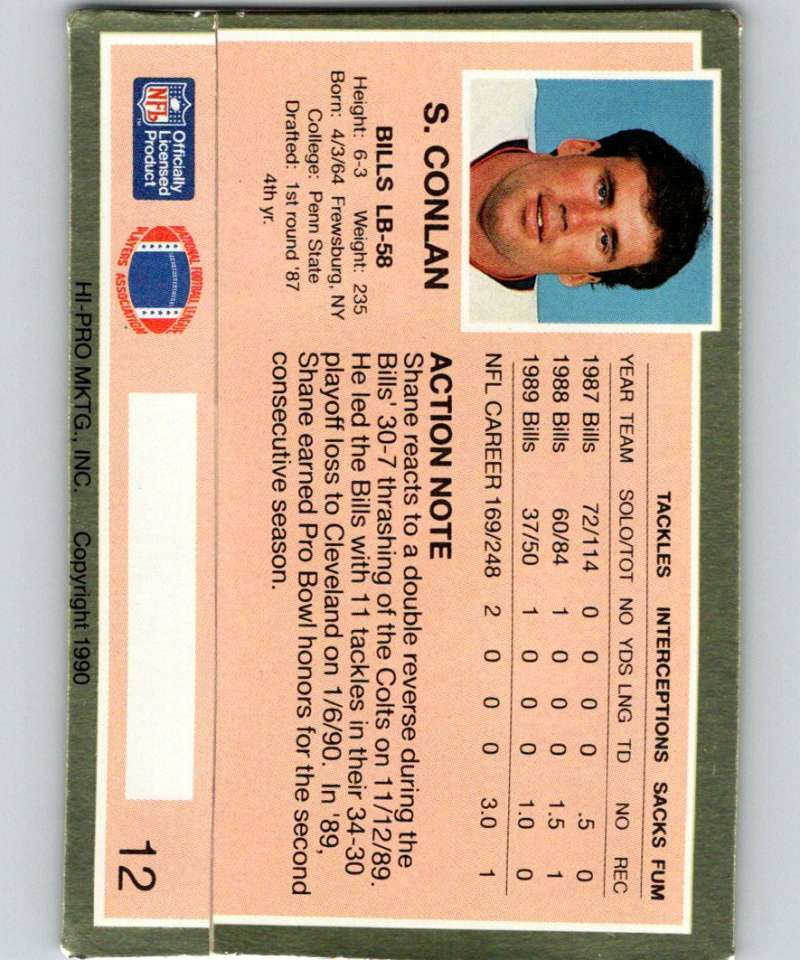 S. CONLAN
BILLS LB-58
Height: 6-3 Weight: 235
Born: 4/3/64 Frewsburg, NY
College: Penn State
Drafted: 1st round '87
4th yr.
TACKLES INTERCEPTIONS SACKS FUM
YEAR TEAM SOLO/TOT NO YDS LNG TD NO REC
1987 Bills 72/114 0 0 0 0 .5 0
1988 Bills 60/84 1 0 0 0 1.5 1
1989 Bills 37/50 1 0 0 0 1.0 0
NFL CAREER 169/248 2 0 0 0 3.0 1
ACTION NOTE
Shane reacts to a double reverse during the
Bills' 30-7 thrashing of the Colts on 11/12/89.
He led the Bills with 11 tackles in their 34-30
playoff loss to Cleveland on 1/6/90. In '89,
Shane earned Pro Bowl honors for the second
consecutive season.
NFL
TM
Officially
Licensed
Product
NATIONAL FOOTBALL LEAGUE
PLAYERS ASSOCIATION
12
HI-PRO MKTG., INC. Copyright 1990